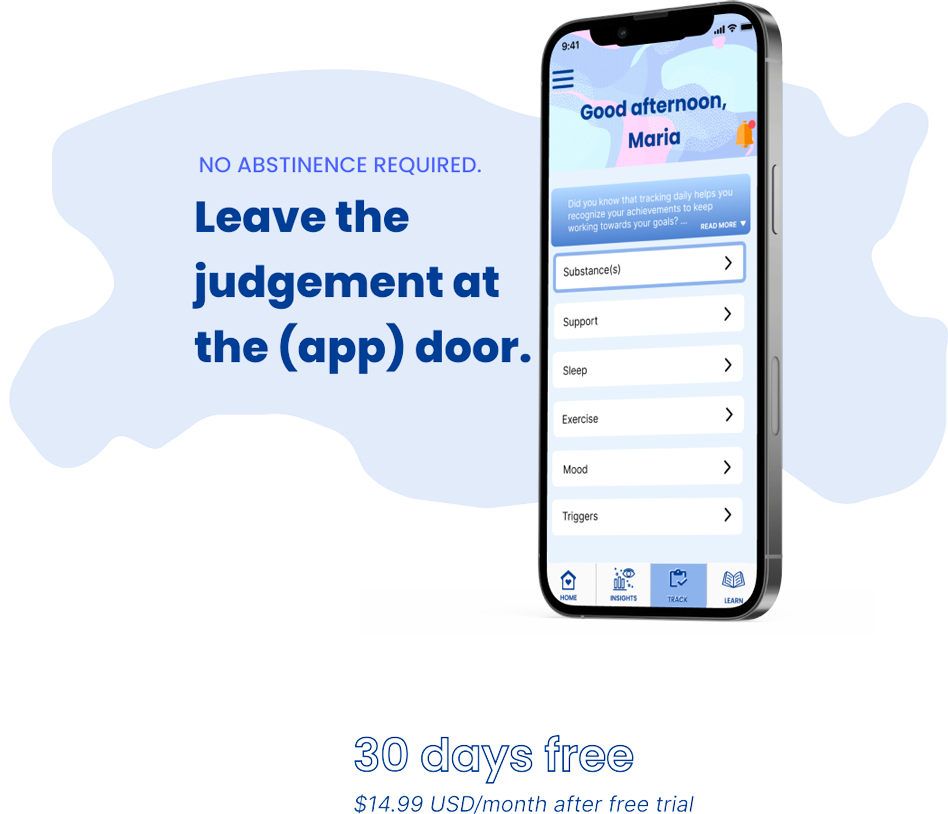 NO ABSTINENCE REQUIRED.
Leave the
judgement at
the (app) door.
9:41
Good afternoon,
Maria
Did you know that tracking daily helps you
recognize your achievements to keep
working towards your goals? ...
READ MORE ▼
Substance(s)
Support
Sleep
Exercise
Mood
Triggers
HOME INSIGHTS TRACK LEARN
30 days free
$14.99 USD/month after free trial